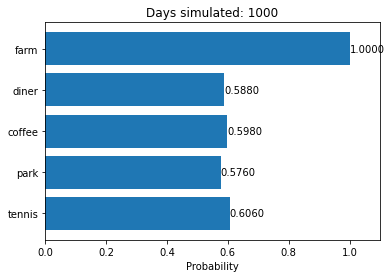 Days simulated: 1000
farm 1.0000
diner 0.5880
coffee 0.5980
park 0.5760
tennis 0.6060
0.0 0.2 0.4 0.6 0.8 1.0
Probability